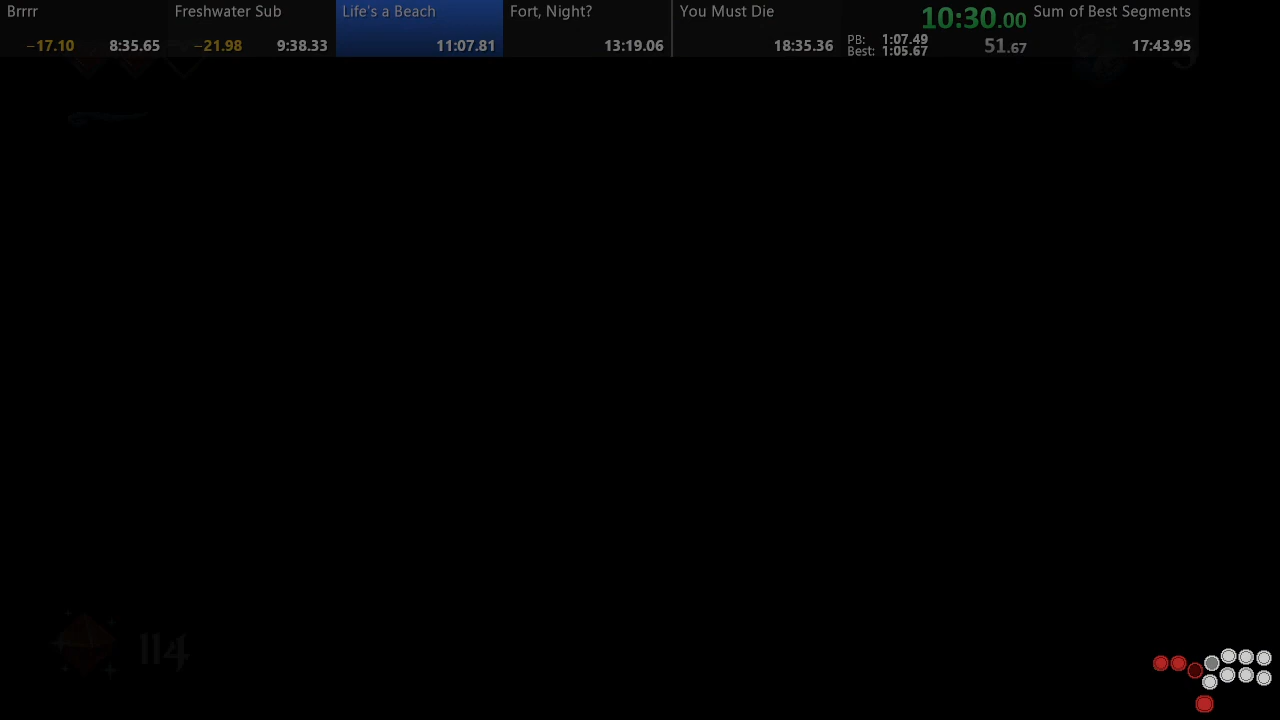 Brrrr
−17.10 8:35.65
Freshwater Sub
−21.98 9:38.33
Life's a Beach
11:07.81
Fort, Night?
13:19.06
You Must Die
18:35.36
10:30.00
PB: 1:07.49
Best: 1:05.67
51.67
Sum of Best Segments
17:43.95
114